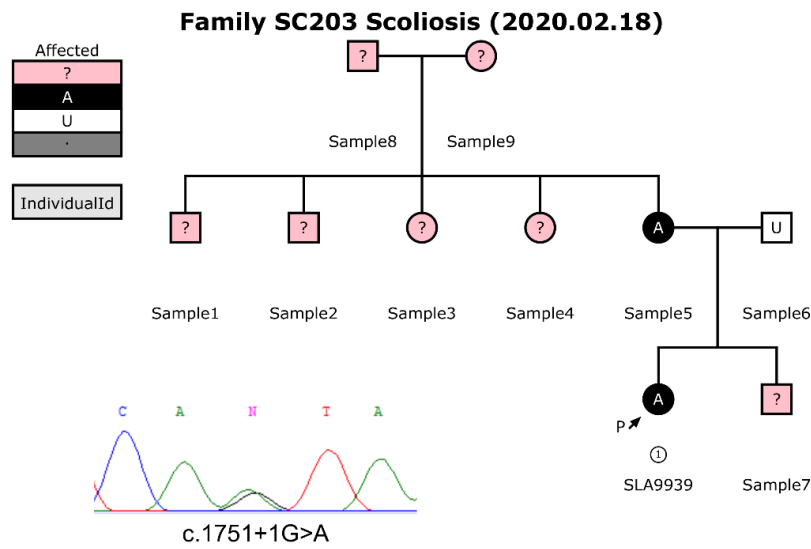 Family SC203 Scoliosis (2020.02.18)
Affected
?
A
U
.
IndividualId
? ?
Sample8 Sample9
? ? ? ? A U
Sample1 Sample2 Sample3 Sample4 Sample5 Sample6
A ?
P
1
SLA9939 Sample7
C A N T A
c.1751+1G>A